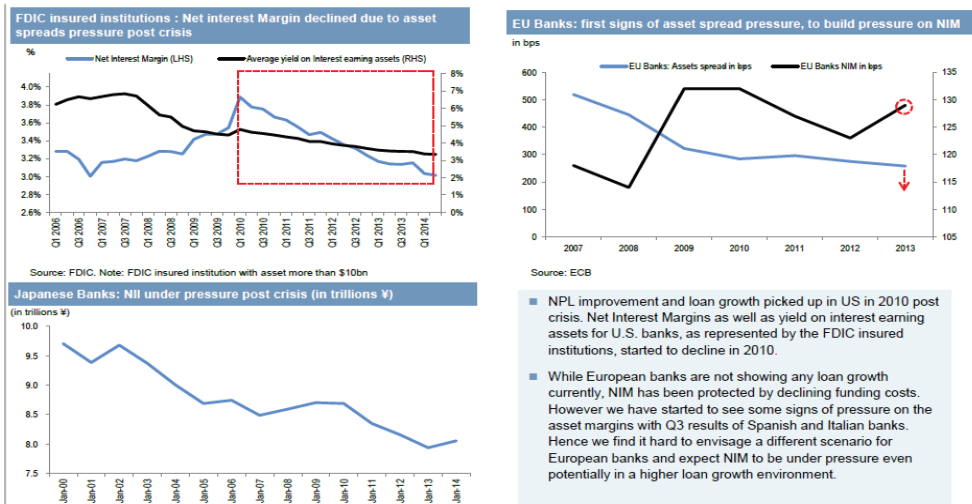 FDIC insured institutions : Net interest Margin declined due to asset
spreads pressure post crisis
%
Net Interest Margin (LHS)
Average yield on Interest earning assets (RHS)
4.0%
3.8%
3.6%
3.4%
3.2%
3.0%
2.8%
2.6%
8%
7%
6%
5%
4%
3%
2%
1%
0%
Q1 2006
Q3 2006
Q1 2007
Q3 2007
Q1 2008
Q3 2008
Q1 2009
Q3 2009
Q1 2010
Q3 2010
Q1 2011
Q3 2011
Q1 2012
Q3 2012
Q1 2013
Q3 2013
Q1 2014
Source: FDIC. Note: FDIC insured institution with asset more than $10bn
EU Banks: first signs of asset spread pressure, to build pressure on NIM
in bps
EU Banks: Assets spread in bps
EU Banks NIM in bps
600
500
400
300
200
100
0
135
130
125
120
115
110
105
2007
2008
2009
2010
2011
2012
2013
Source: ECB
Japanese Banks: NII under pressure post crisis (in trillions ¥)
(in trillions ¥)
10.0
9.5
9.0
8.5
8.0
7.5
Jan-00
Jan-01
Jan-02
Jan-03
Jan-04
Jan-05
Jan-06
Jan-07
Jan-08
Jan-09
Jan-10
Jan-11
Jan-12
Jan-13
Jan-14
NPL improvement and loan growth picked up in US in 2010 post
crisis. Net Interest Margins as well as yield on interest earning
assets for U.S. banks, as represented by the FDIC insured
institutions, started to decline in 2010.
While European banks are not showing any loan growth
currently, NIM has been protected by declining funding costs.
However we have started to see some signs of pressure on the
asset margins with Q3 results of Spanish and Italian banks.
Hence we find it hard to envisage a different scenario for
European banks and expect NIM to be under pressure even
potentially in a higher loan growth environment.